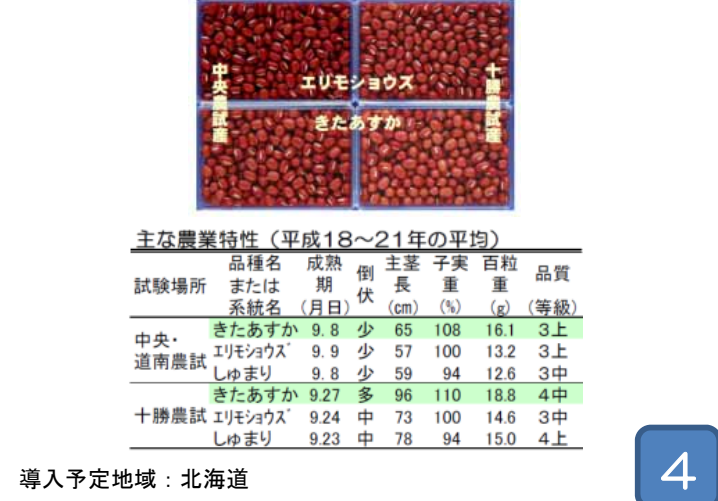 中央農試産
エリモショウズ
十勝農試産
きたあすか
主な農業特性（平成18～21年の平均）
試験場所 品種名または系統名 成熟期（月日） 倒伏 主茎長（cm） 子実重（%） 百粒重（g） 品質（等級）
中央・道南農試 きたあすか 9. 8 少 65 108 16.1 3上
エリモショウズ 9. 9 少 57 100 13.2 3上
しゅまり 9. 8 少 59 94 12.6 3中
十勝農試 きたあすか 9.27 多 96 110 18.8 4中
エリモショウズ 9.24 中 73 100 14.6 3中
しゅまり 9.23 中 78 94 15.0 4上
導入予定地域：北海道
4